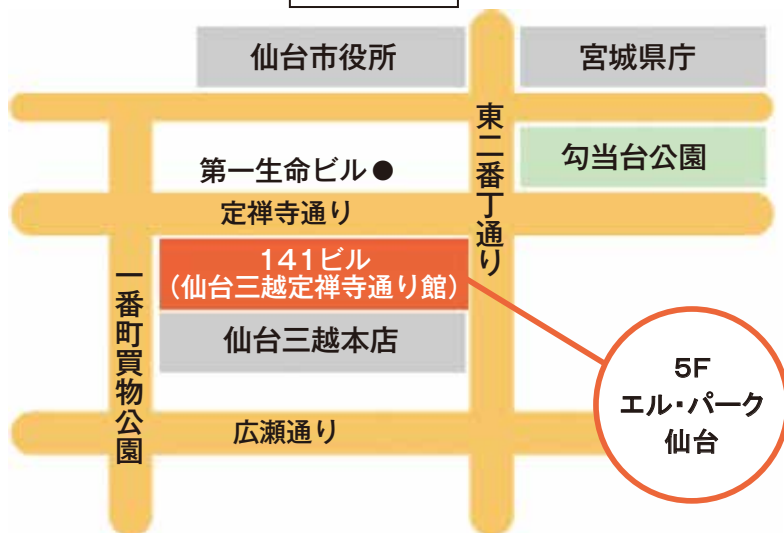 仙台市役所
宮城県庁
東二番丁通り
勾当台公園
第一生命ビル●
定禅寺通り
141ビル
(仙台三越定禅寺通り館)
一番町買物公園
仙台三越本店
5F
エル・パーク
仙台
広瀬通り